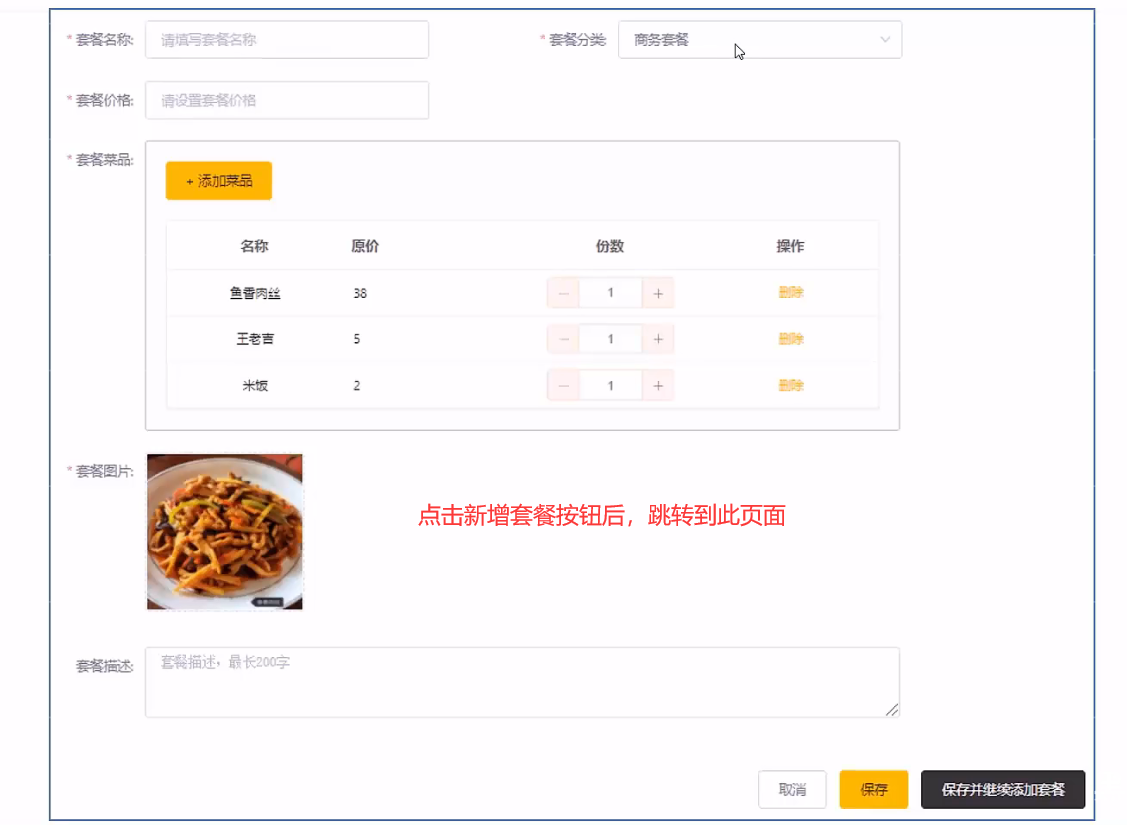 * 套餐名称: 请填写套餐名称 * 套餐分类: 商务套餐
* 套餐价格: 请设置套餐价格
* 套餐菜品:
+ 添加菜品
名称 原价 份数 操作
鱼香肉丝 38 − 1 + 删除
王老吉 5 − 1 + 删除
米饭 2 − 1 + 删除
* 套餐图片:
点击新增套餐按钮后，跳转到此页面
套餐描述: 套餐描述，最长200字
取消 保存 保存并继续添加套餐